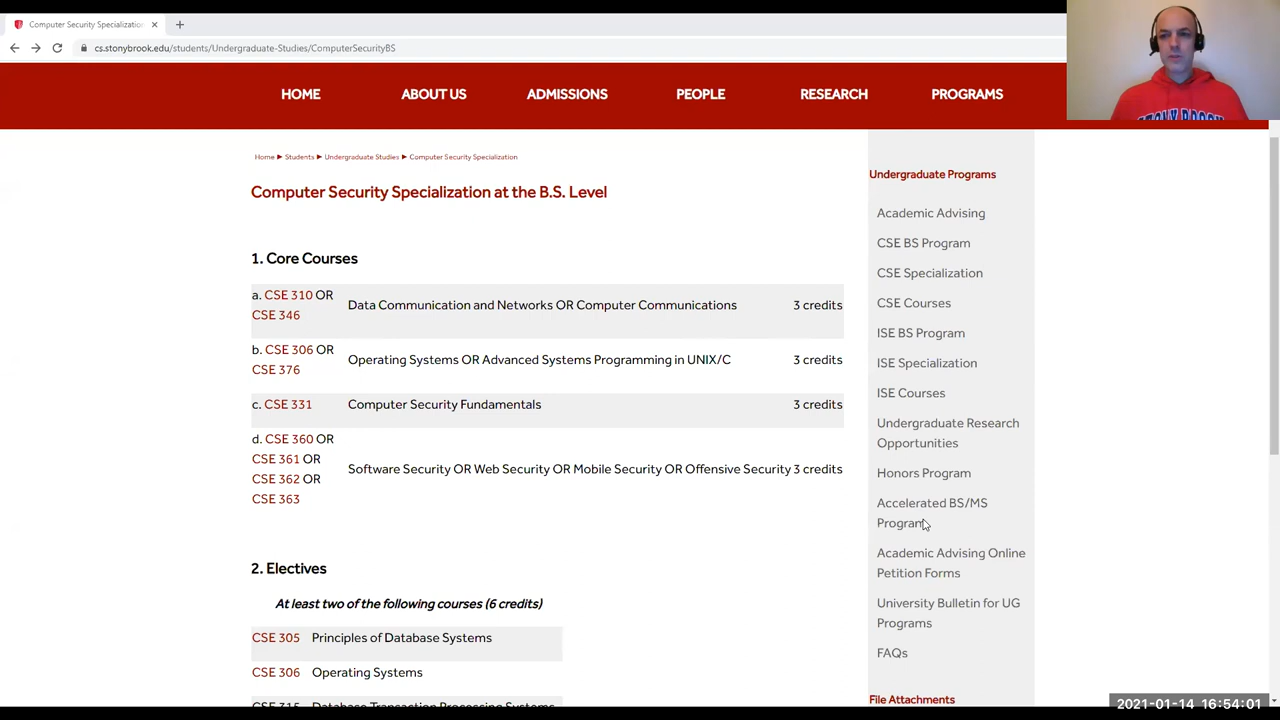 Computer Security Specializatio
cs.stonybrook.edu/students/Undergraduate-Studies/ComputerSecurityBS
HOME ABOUT US ADMISSIONS PEOPLE RESEARCH PROGRAMS
Home ▶ Students ▶ Undergraduate Studies ▶ Computer Security Specialization
Computer Security Specialization at the B.S. Level
1. Core Courses
a. CSE 310 OR
CSE 346
Data Communication and Networks OR Computer Communications 3 credits
b. CSE 306 OR
CSE 376
Operating Systems OR Advanced Systems Programming in UNIX/C 3 credits
c. CSE 331 Computer Security Fundamentals 3 credits
d. CSE 360 OR
CSE 361 OR
CSE 362 OR
CSE 363
Software Security OR Web Security OR Mobile Security OR Offensive Security 3 credits
2. Electives
At least two of the following courses (6 credits)
CSE 305 Principles of Database Systems
CSE 306 Operating Systems
CSE 315 Database Transaction Processing Systems
Undergraduate Programs
Academic Advising
CSE BS Program
CSE Specialization
CSE Courses
ISE BS Program
ISE Specialization
ISE Courses
Undergraduate Research
Opportunities
Honors Program
Accelerated BS/MS
Program
Academic Advising Online
Petition Forms
University Bulletin for UG
Programs
FAQs
File Attachments
STONY BROOK
2021-01-14 16:54:01